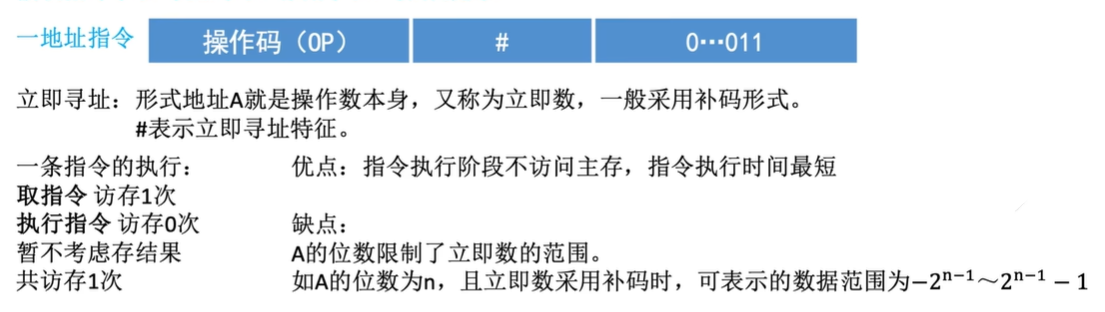 一地址指令 操作码（OP） # 0…011
立即寻址：形式地址A就是操作数本身，又称为立即数，一般采用补码形式。
#表示立即寻址特征。
一条指令的执行： 优点：指令执行阶段不访问主存，指令执行时间最短
取指令 访存1次
执行指令 访存0次 缺点：
暂不考虑存结果 A的位数限制了立即数的范围。
共访存1次 如A的位数为n，且立即数采用补码时，可表示的数据范围为−2ⁿ⁻¹～2ⁿ⁻¹ − 1